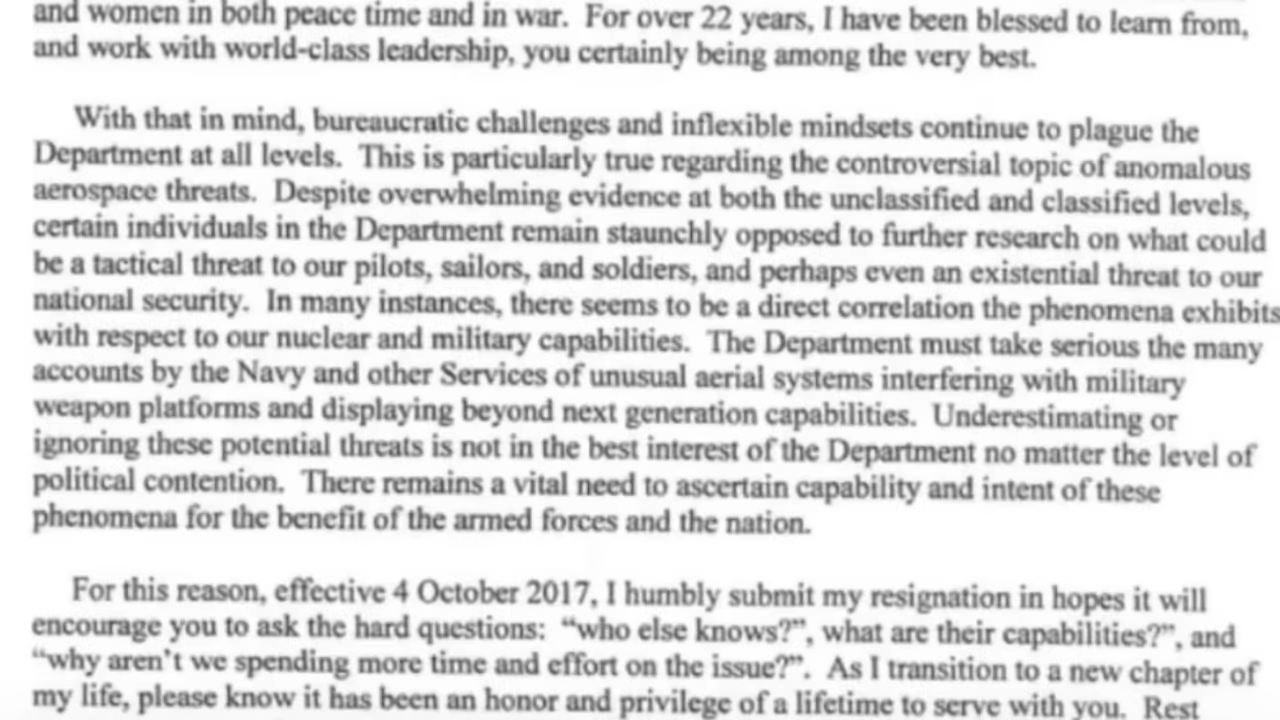 and women in both peace time and in war.  For over 22 years, I have been blessed to learn from,
and work with world-class leadership, you certainly being among the very best.
With that in mind, bureaucratic challenges and inflexible mindsets continue to plague the
Department at all levels.  This is particularly true regarding the controversial topic of anomalous
aerospace threats.  Despite overwhelming evidence at both the unclassified and classified levels,
certain individuals in the Department remain staunchly opposed to further research on what could
be a tactical threat to our pilots, sailors, and soldiers, and perhaps even an existential threat to our
national security.  In many instances, there seems to be a direct correlation the phenomena exhibits
with respect to our nuclear and military capabilities.  The Department must take serious the many
accounts by the Navy and other Services of unusual aerial systems interfering with military
weapon platforms and displaying beyond next generation capabilities.  Underestimating or
ignoring these potential threats is not in the best interest of the Department no matter the level of
political contention.  There remains a vital need to ascertain capability and intent of these
phenomena for the benefit of the armed forces and the nation.
For this reason, effective 4 October 2017, I humbly submit my resignation in hopes it will
encourage you to ask the hard questions:  “who else knows?”, what are their capabilities?”, and
“why aren’t we spending more time and effort on the issue?”.  As I transition to a new chapter of
my life, please know it has been an honor and privilege of a lifetime to serve with you.  Rest